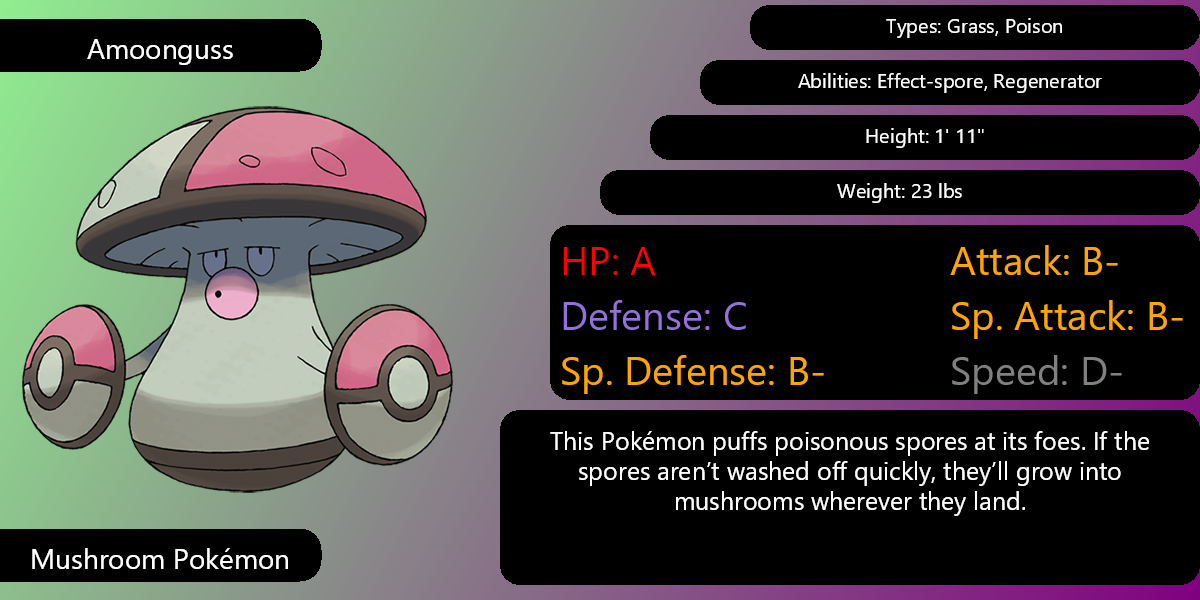 Amoonguss
Types: Grass, Poison
Abilities: Effect-spore, Regenerator
Height: 1' 11"
Weight: 23 lbs
HP: A
Attack: B-
Defense: C
Sp. Attack: B-
Sp. Defense: B-
Speed: D-
This Pokémon puffs poisonous spores at its foes. If the
spores aren’t washed off quickly, they’ll grow into
mushrooms wherever they land.
Mushroom Pokémon